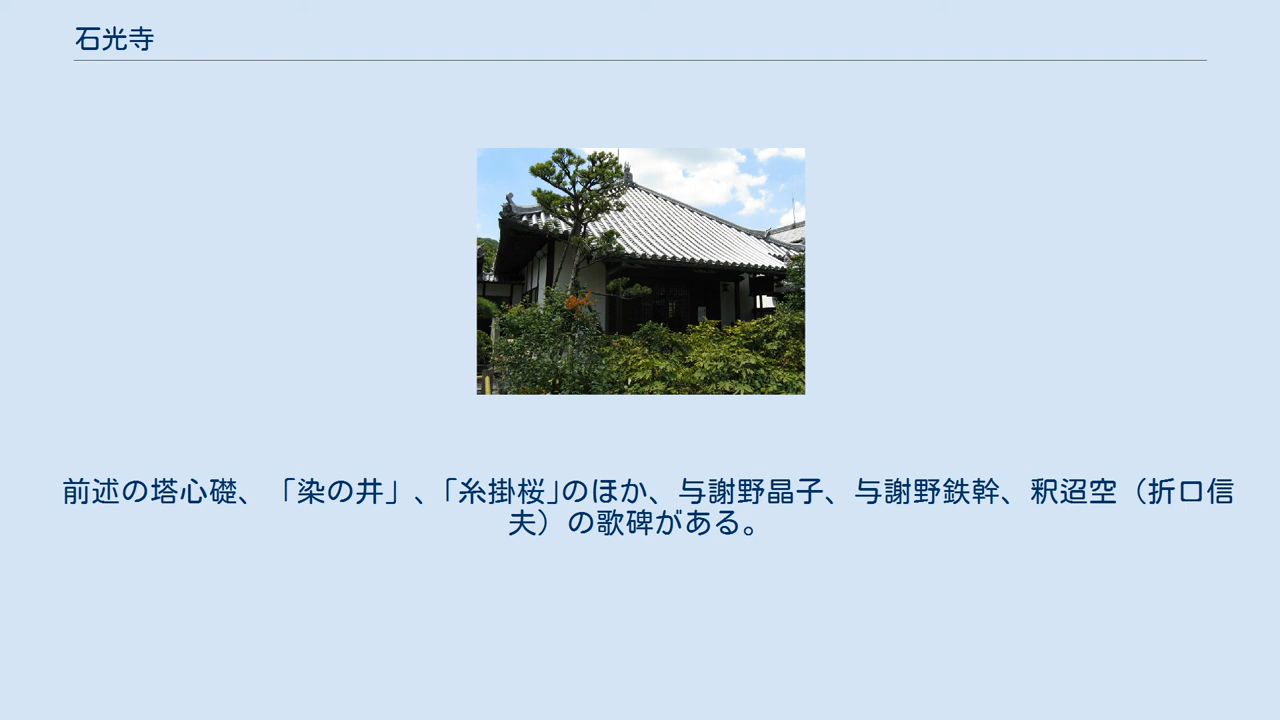 石光寺
前述の塔心礎、「染の井」、｢糸掛桜｣のほか、与謝野晶子、与謝野鉄幹、釈迢空（折口信
夫）の歌碑がある。